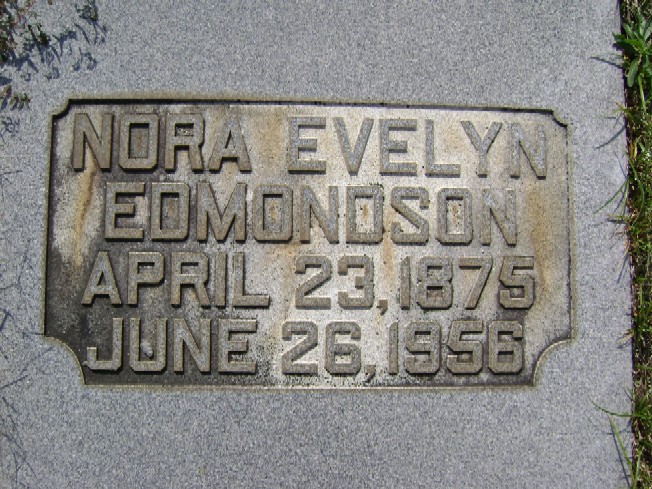 NORA EVELYN
EDMONDSON
APRIL 23, 1875
JUNE 26, 1956